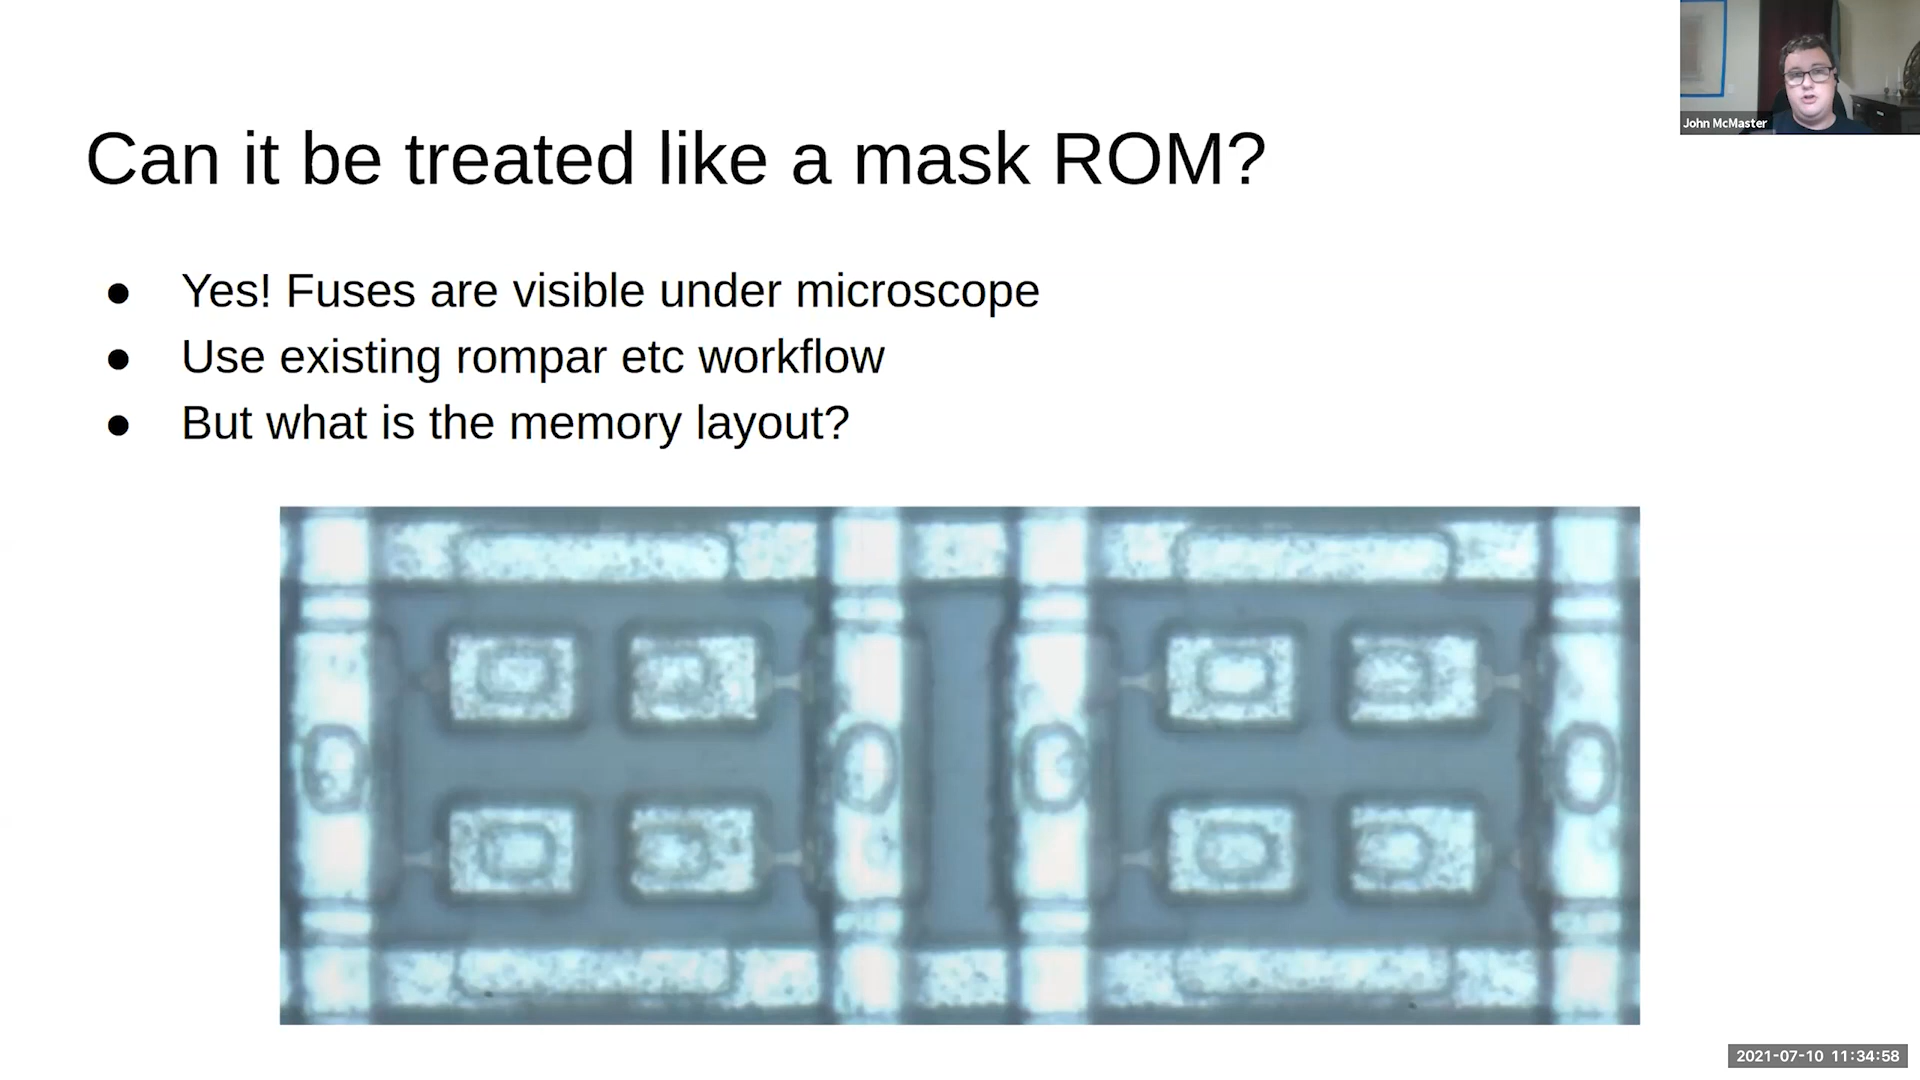 John McMaster
Can it be treated like a mask ROM?
● Yes! Fuses are visible under microscope
● Use existing rompar etc workflow
● But what is the memory layout?
2021-07-10 11:34:58